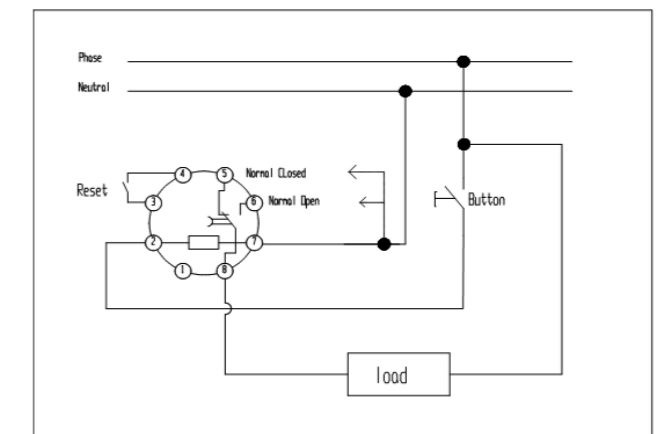 Phase
Neutral
4
5
Normal CLosed
Reset
3
6
Normal Open
Button
2
7
1
8
load